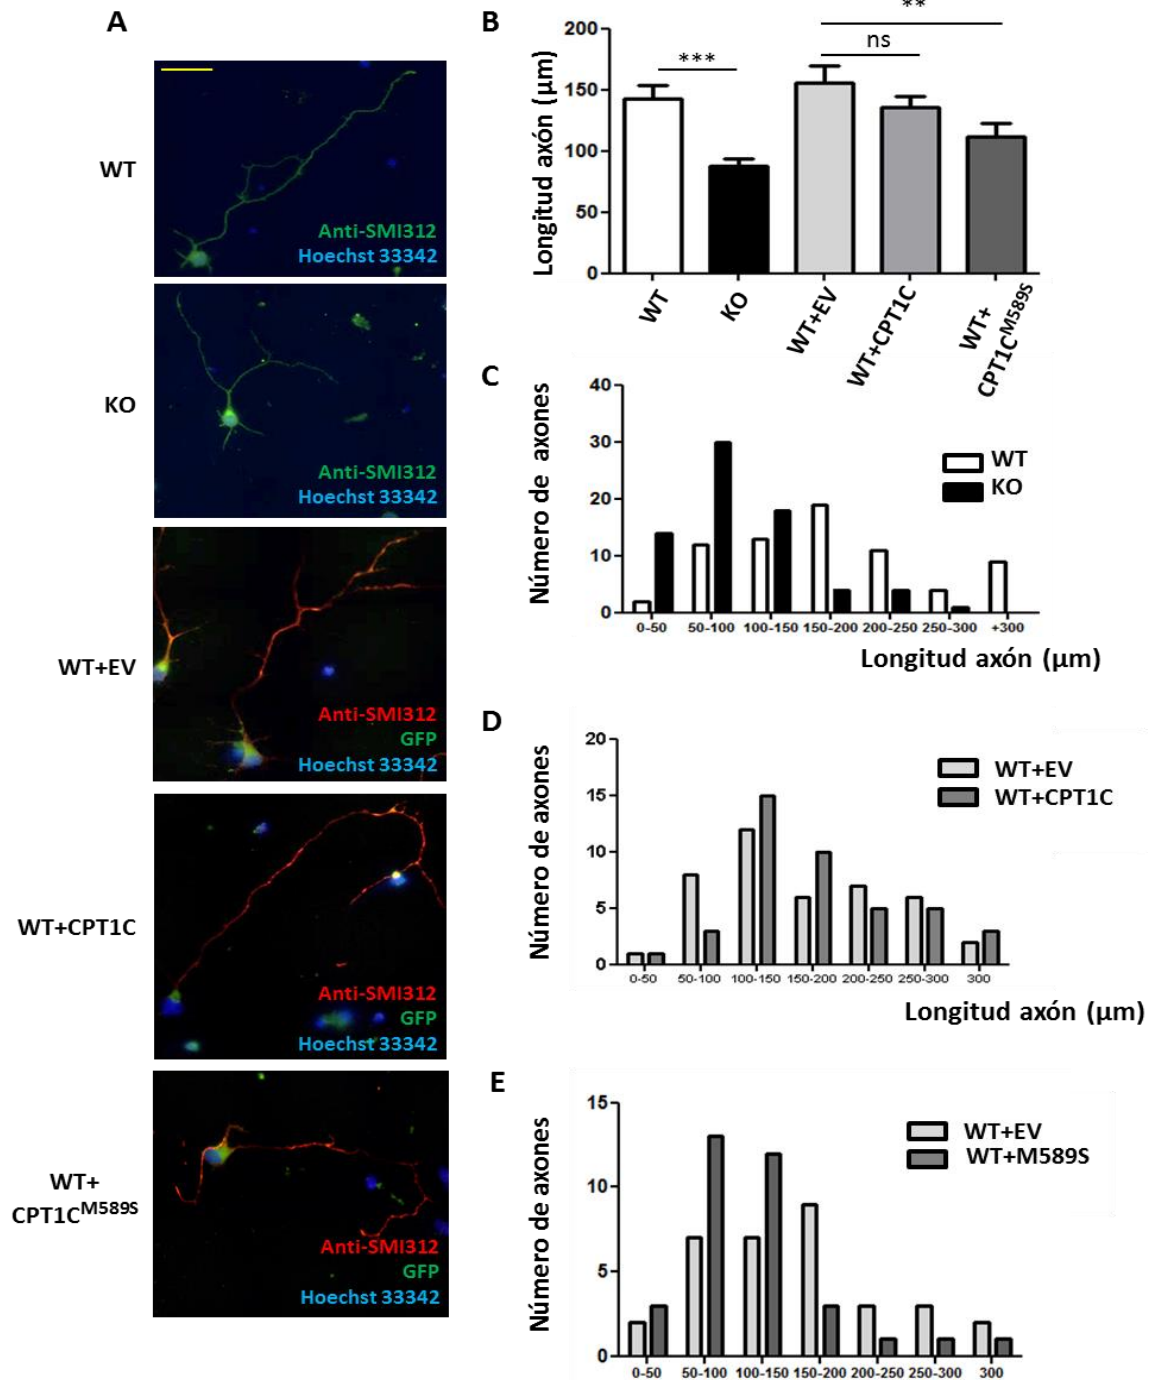 A
WT
Anti-SMI312
Hoechst 33342
KO
Anti-SMI312
Hoechst 33342
WT+EV
Anti-SMI312
GFP
Hoechst 33342
WT+CPT1C
Anti-SMI312
GFP
Hoechst 33342
WT+
CPT1C^M589S
Anti-SMI312
GFP
Hoechst 33342
B
Longitud axón (μm)
200
150
100
50
0
***
**
ns
WT
KO
WT+EV
WT+CPT1C
WT+
CPT1C^M589S
C
Número de axones
40
30
20
10
0
WT
KO
0-50 50-100 100-150 150-200 200-250 250-300 +300
Longitud axón (μm)
D
Número de axones
20
15
10
5
0
WT+EV
WT+CPT1C
0-50 50-100 100-150 150-200 200-250 250-300 300
Longitud axón (μm)
E
Número de axones
15
10
5
0
WT+EV
WT+M589S
0-50 50-100 100-150 150-200 200-250 250-300 300